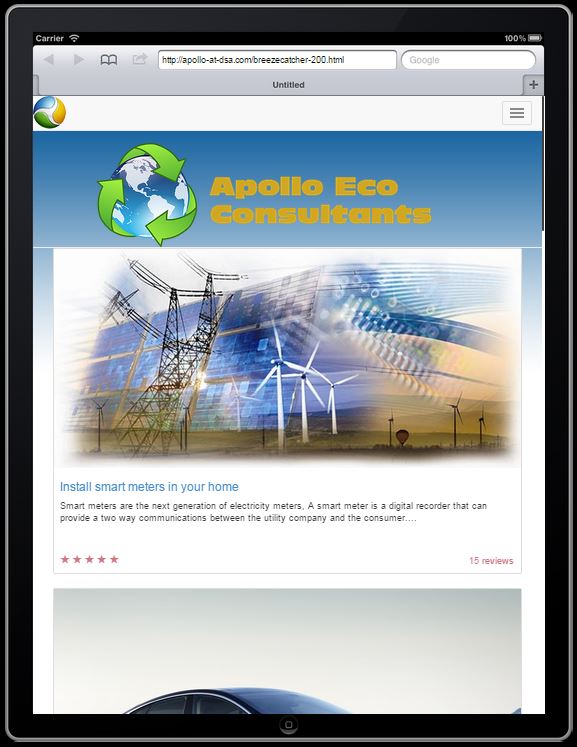 Carrier
100%
http://apollo-at-dsa.com/breezecatcher-200.html
Google
Untitled
Apollo Eco
Consultants
Install smart meters in your home
Smart meters are the next generation of electricity meters, A smart meter is a digital recorder that can
provide a two way communications between the utility company and the consumer....
15 reviews